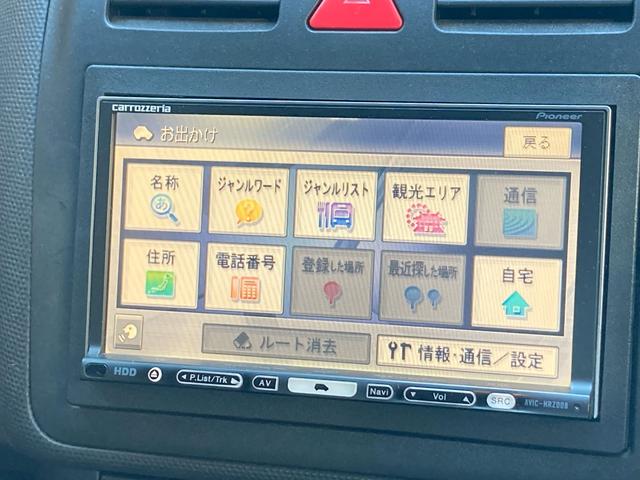 carrozzeria
Pioneer
お出かけ
戻る
名称
ジャンルワード
ジャンルリスト
観光エリア
通信
あ
住所
電話番号
登録した場所
最近探した場所
自宅
ルート消去
情報・通信／設定
HDD
P.List/Trk
AV
Navi
Vol
SRC
AVIC-HRZ008